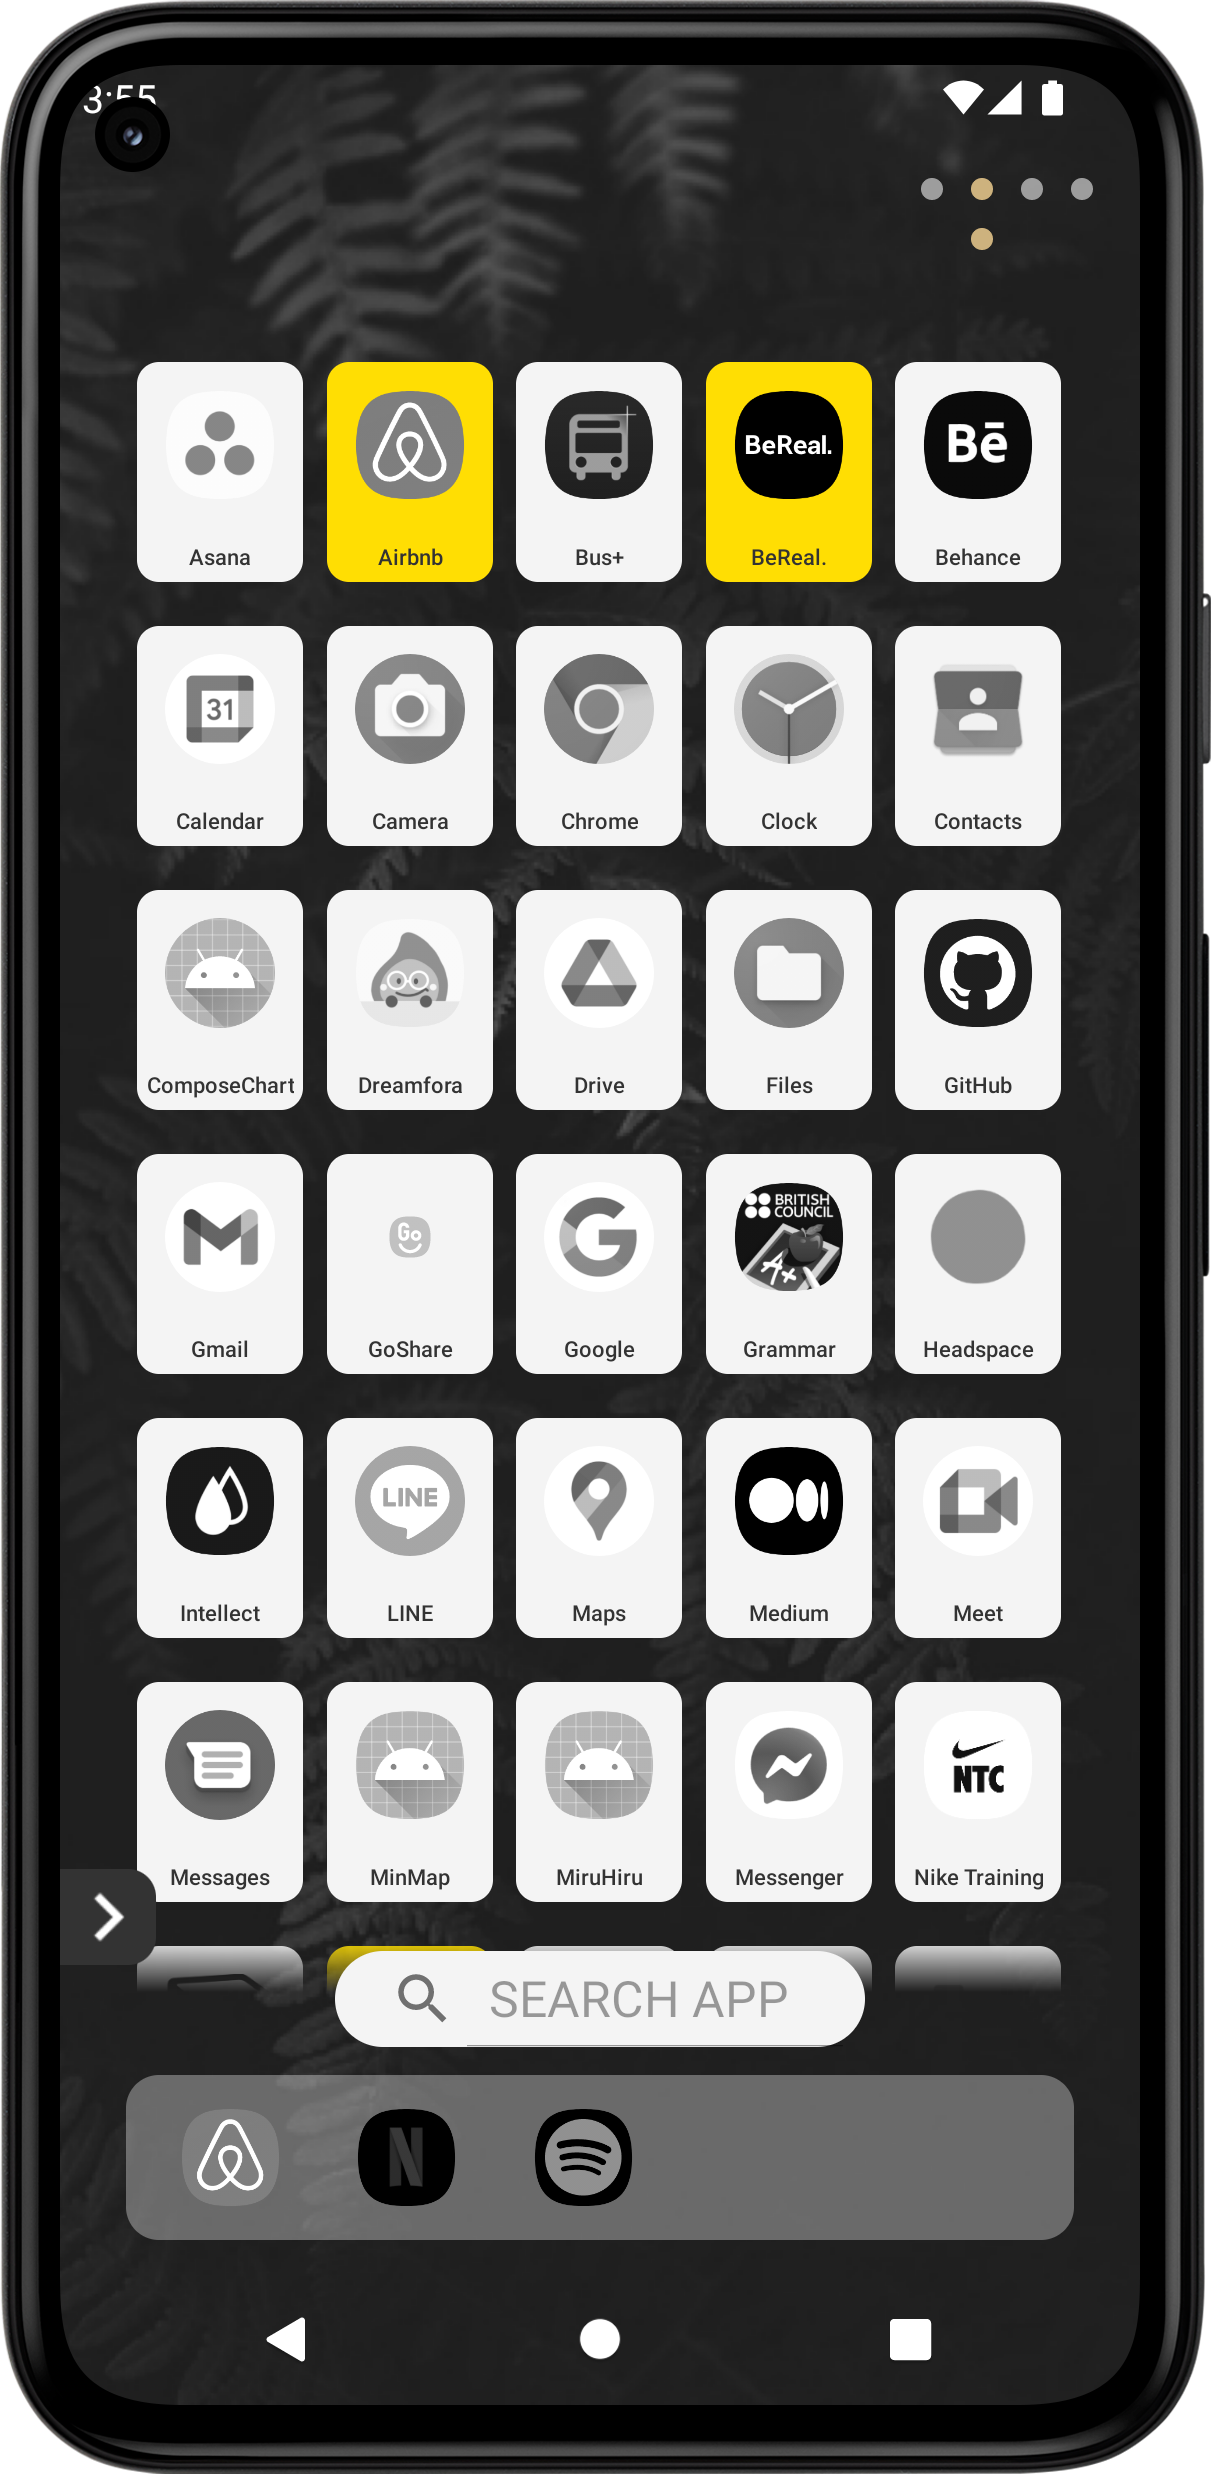 3:55
BeReal.
Bē
Asana
Airbnb
Bus+
BeReal.
Behance
31
Calendar
Camera
Chrome
Clock
Contacts
ComposeChart
Dreamfora
Drive
Files
GitHub
Go
BRITISH
COUNCIL
A+
Gmail
GoShare
Google
Grammar
Headspace
LINE
Intellect
LINE
Maps
Medium
Meet
NTC
Messages
MinMap
MiruHiru
Messenger
Nike Training
SEARCH APP
N